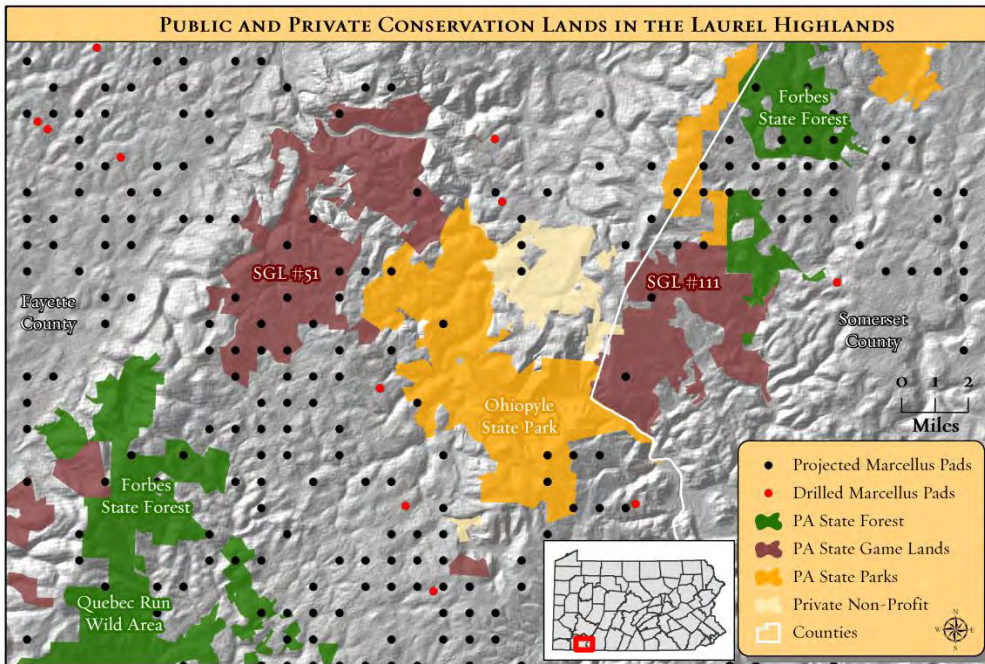 PUBLIC AND PRIVATE CONSERVATION LANDS IN THE LAUREL HIGHLANDS
Forbes
State Forest
SGL #51
SGL #111
Fayette
County
Somerset
County
0 1 2
Miles
Ohiopyle
State Park
Forbes
State Forest
Quebec Run
Wild Area
Projected Marcellus Pads
Drilled Marcellus Pads
PA State Forest
PA State Game Lands
PA State Parks
Private Non-Profit
Counties
N
W E
S